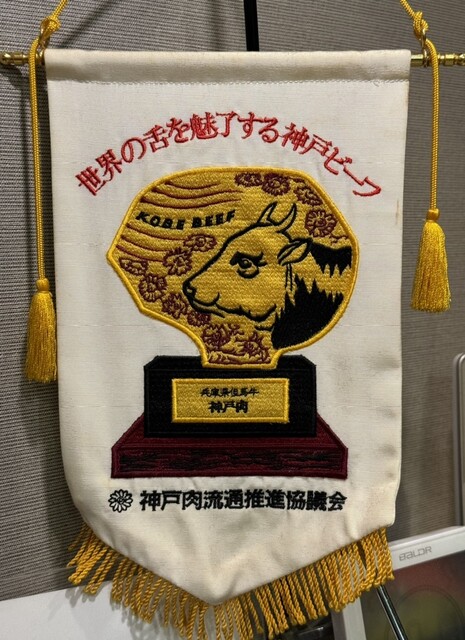 世界の舌を魅了する神戸ビーフ
KOBE BEEF
兵庫県但馬牛
神戸肉
神戸肉流通推進協議会
BALDR